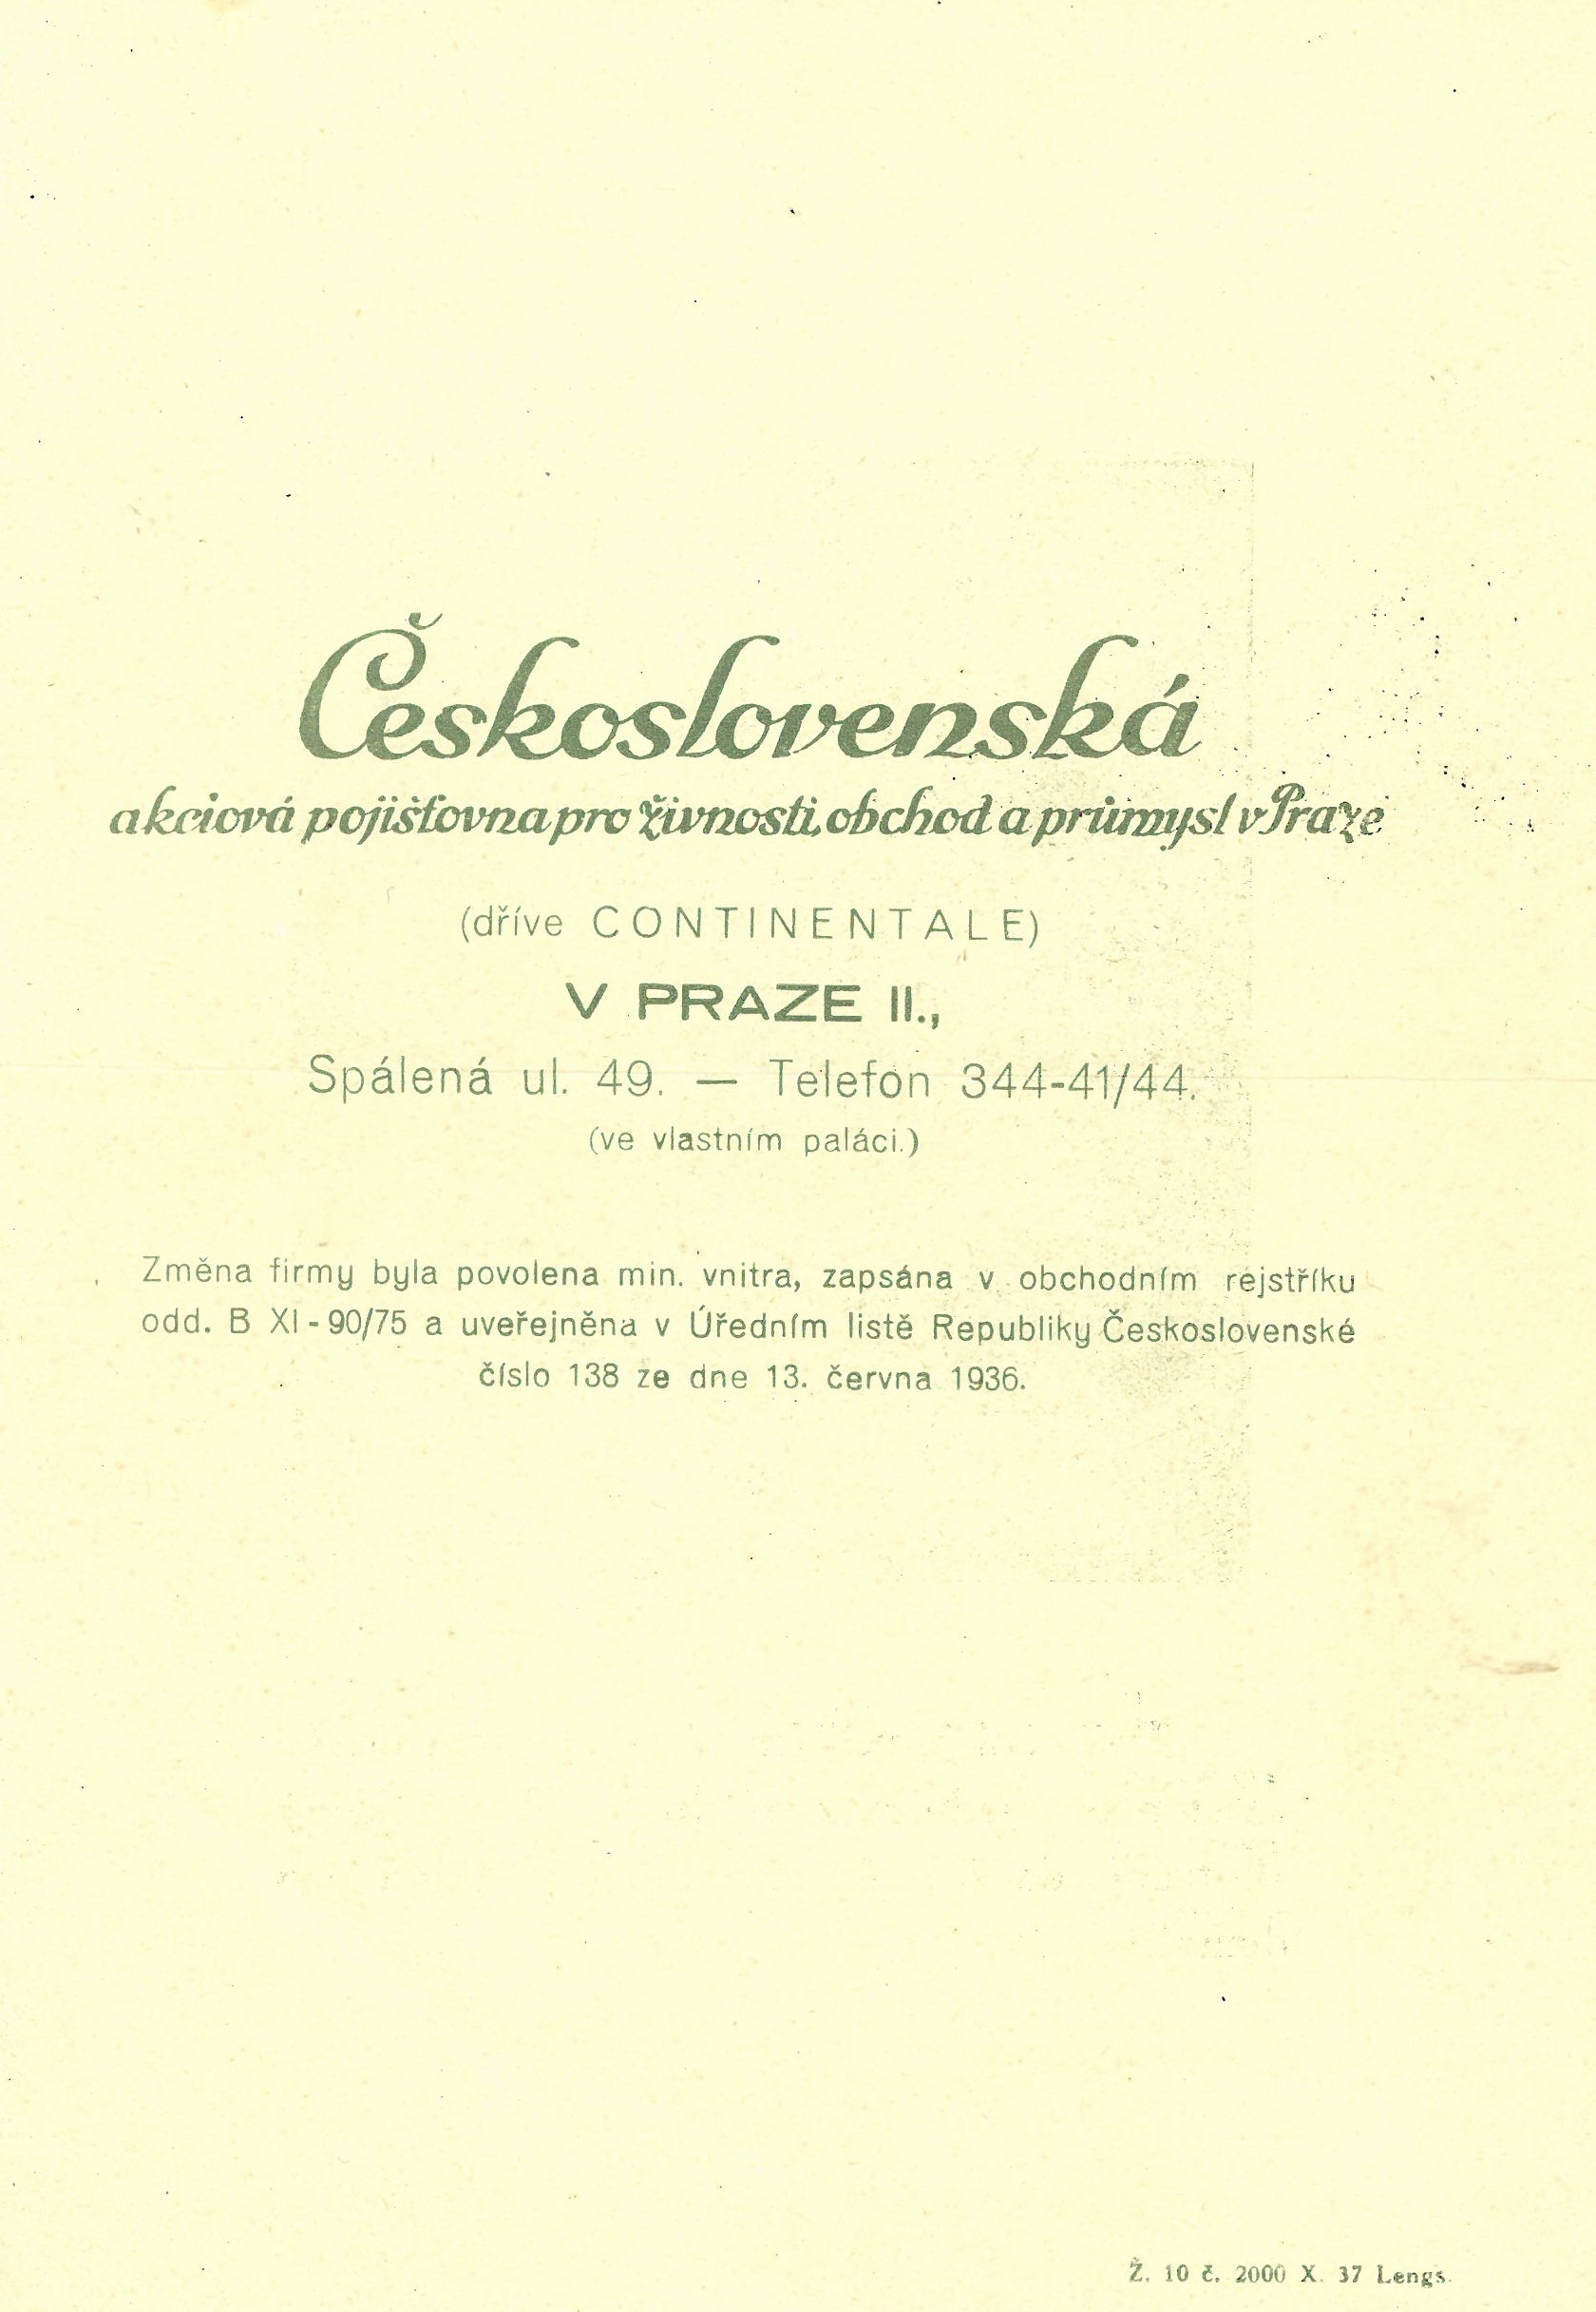 Československá
akciová pojišťovna pro živnosti, obchod a průmysl v Praze
(dříve CONTINENTALE)
V PRAZE II.,
Spálená ul. 49. — Telefon 344-41/44.
(ve vlastním paláci.)
Změna firmy byla povolena min. vnitra, zapsána v obchodním rejstříku
odd. B XI - 90/75 a uveřejněna v Úředním listě Republiky Československé
číslo 138 ze dne 13. června 1936.
Ž. 10 č. 2000 X. 37 Lengs.